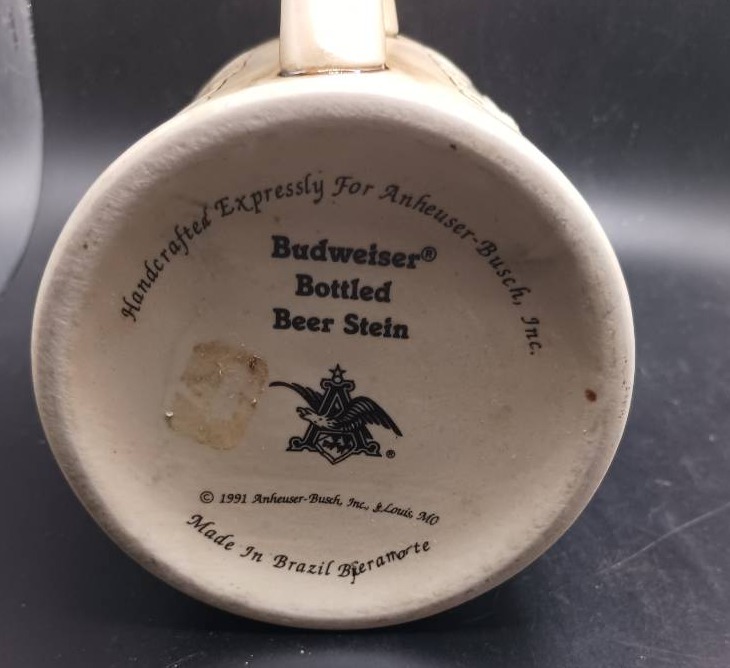 Handcrafted Expressly For Anheuser-Busch, Inc.
Budweiser®
Bottled
Beer Stein
A
®
© 1991 Anheuser-Busch, Inc., St. Louis, MO
Made In Brazil